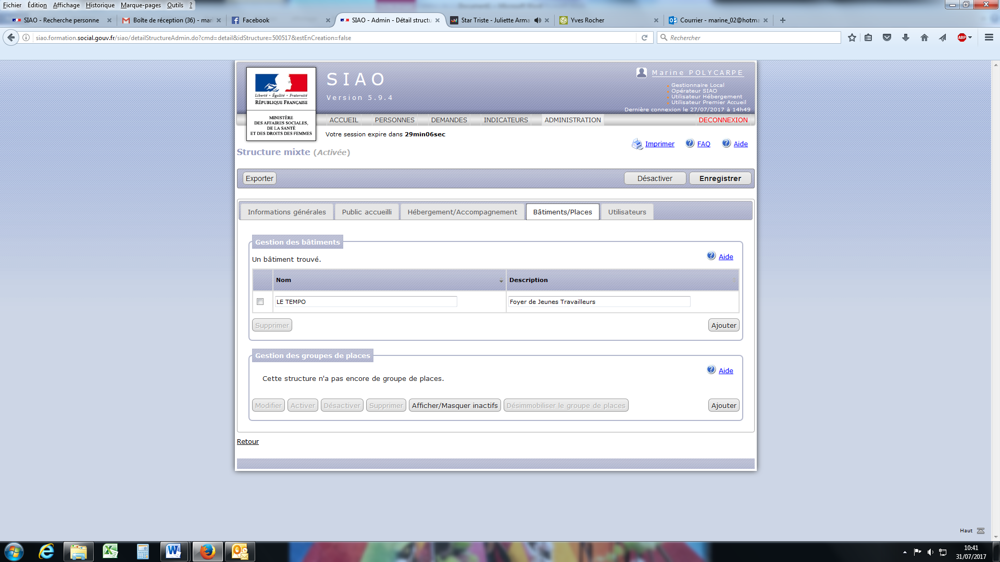 Fichier Édition Affichage Historique Marque-pages Outils ?
SIAO - Recherche personne
Boîte de réception (36) - mari
Facebook
SIAO - Admin - Détail structu
Star Triste - Juliette Arma
Yves Rocher
Courrier - marine_02@hotma
siao.formation.social.gouv.fr/siao/detailStructureAdmin.do?cmd=detail&idStructure=500517&estEnCreation=false
Rechercher
ABP
Liberté • Égalité • Fraternité
RÉPUBLIQUE FRANÇAISE
MINISTÈRE
DES AFFAIRES SOCIALES,
DE LA SANTÉ
ET DES DROITS DES FEMMES
SIAO
Version 5.9.4
Marine POLYCARPE
Gestionnaire Local
Opérateur SIAO
Utilisateur Hébergement
Utilisateur Premier Accueil
Dernière connexion le 27/07/2017 à 14h49
ACCUEIL PERSONNES DEMANDES INDICATEURS ADMINISTRATION DECONNEXION
Votre session expire dans 29min06sec
Imprimer FAQ Aide
Structure mixte (Activée)
Exporter Désactiver Enregistrer
Informations générales Public accueilli Hébergement/Accompagnement Bâtiments/Places Utilisateurs
Gestion des bâtiments
Un bâtiment trouvé.
Aide
Nom Description
LE TEMPO Foyer de Jeunes Travailleurs
Supprimer Ajouter
Gestion des groupes de places
Aide
Cette structure n'a pas encore de groupe de places.
Modifier Activer Désactiver Supprimer Afficher/Masquer inactifs Désimmobiliser le groupe de places Ajouter
Retour
Haut
10:41
31/07/2017